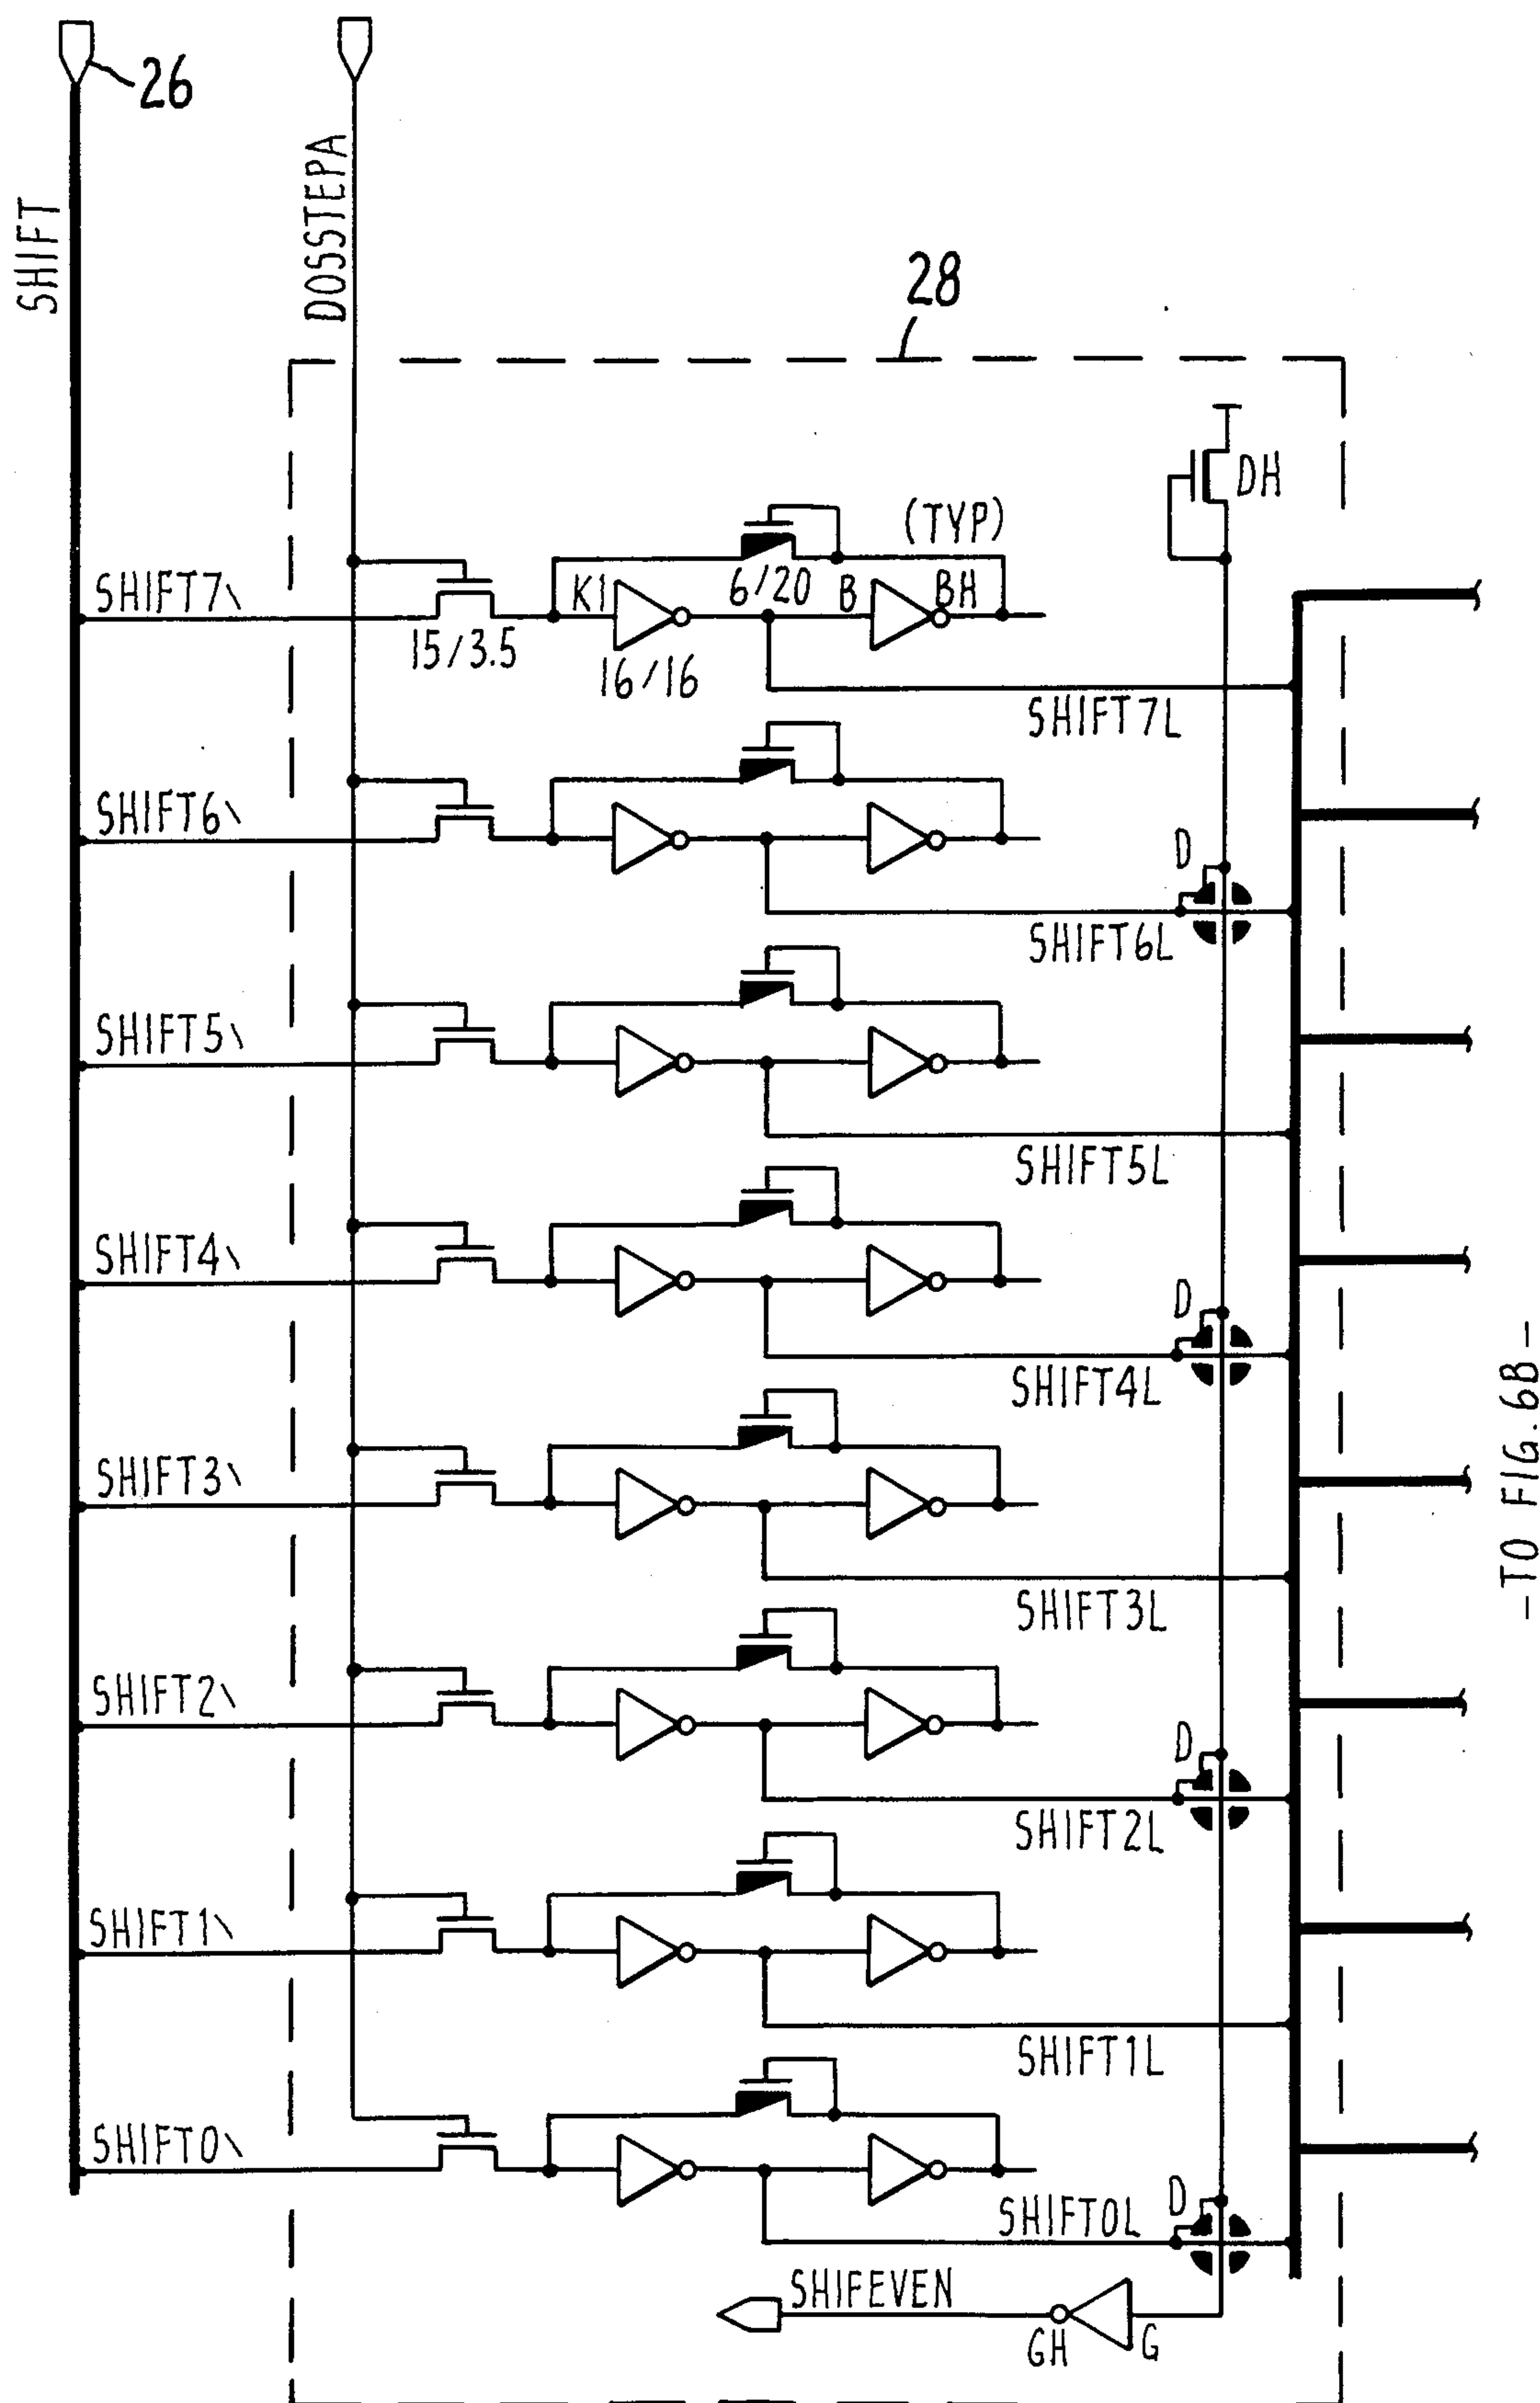 26
SHIFT
DOSSTEPA
28
DH
(TYP)
SHIFT7\
K1
6/20
B
BH
15/3.5
16/16
SHIFT7L
SHIFT6\
D
SHIFT6L
SHIFT5\
SHIFT5L
SHIFT4\
D
SHIFT4L
SHIFT3\
SHIFT3L
SHIFT2\
D
SHIFT2L
SHIFT1\
SHIFT1L
SHIFT0\
SHIFT0L
D
SHIFEVEN
GH
G
-TO FIG.6B-